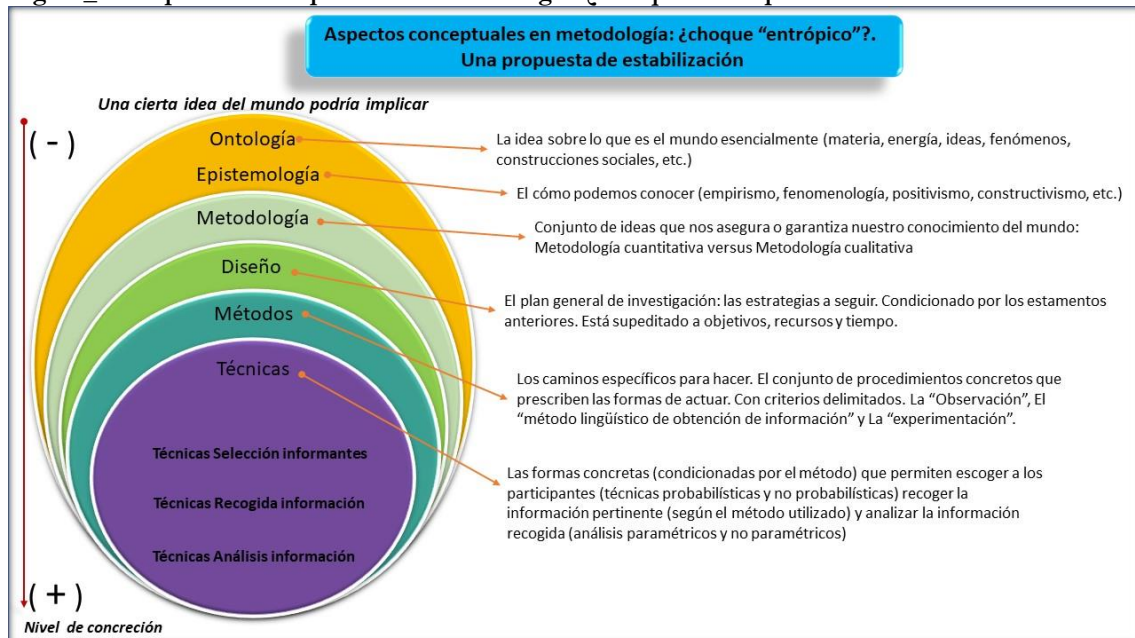 Aspectos conceptuales en metodología: ¿choque “entrópico”?.
Una propuesta de estabilización
Una cierta idea del mundo podría implicar
( - )
Ontología
La idea sobre lo que es el mundo esencialmente (materia, energía, ideas, fenómenos,
construcciones sociales, etc.)
Epistemología
El cómo podemos conocer (empirismo, fenomenología, positivismo, constructivismo, etc.)
Metodología
Conjunto de ideas que nos asegura o garantiza nuestro conocimiento del mundo:
Metodología cuantitativa versus Metodología cualitativa
Diseño
El plan general de investigación: las estrategias a seguir. Condicionado por los estamentos
anteriores. Está supeditado a objetivos, recursos y tiempo.
Métodos
Los caminos específicos para hacer. El conjunto de procedimientos concretos que
prescriben las formas de actuar. Con criterios delimitados. La “Observación”, El
“método lingüístico de obtención de información” y La “experimentación”.
Técnicas
Las formas concretas (condicionadas por el método) que permiten escoger a los
participantes (técnicas probabilísticas y no probabilísticas) recoger la
información pertinente (según el método utilizado) y analizar la información
recogida (análisis paramétricos y no paramétricos)
Técnicas Selección informantes
Técnicas Recogida información
Técnicas Análisis información
( + )
Nivel de concreción